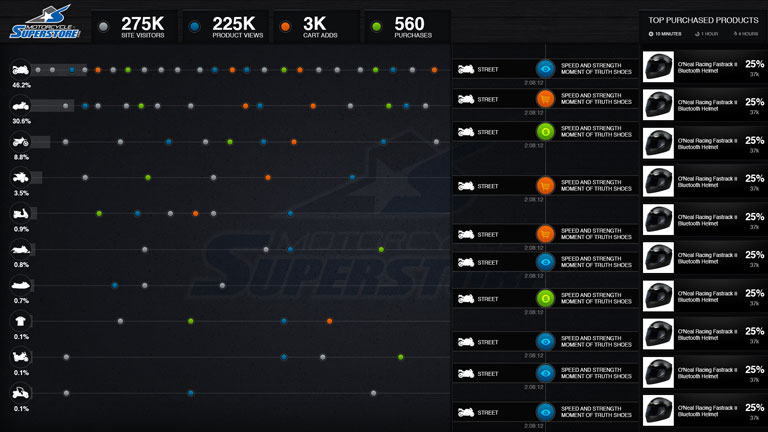 MOTORCYCLE
SUPERSTORE
275K
SITE VISITORS
225K
PRODUCT VIEWS
3K
CART ADDS
560
PURCHASES
46.2%
30.6%
8.8%
3.5%
0.9%
0.8%
0.7%
0.1%
0.1%
0.1%
SUPERSTORE
STREET
SPEED AND STRENGTH
MOMENT OF TRUTH SHOES
2:08:12
STREET
SPEED AND STRENGTH
MOMENT OF TRUTH SHOES
2:08:12
STREET
SPEED AND STRENGTH
MOMENT OF TRUTH SHOES
2:08:12
STREET
SPEED AND STRENGTH
MOMENT OF TRUTH SHOES
2:08:12
STREET
SPEED AND STRENGTH
MOMENT OF TRUTH SHOES
STREET
SPEED AND STRENGTH
MOMENT OF TRUTH SHOES
2:08:12
STREET
SPEED AND STRENGTH
MOMENT OF TRUTH SHOES
2:08:12
STREET
SPEED AND STRENGTH
MOMENT OF TRUTH SHOES
2:08:12
STREET
SPEED AND STRENGTH
MOMENT OF TRUTH SHOES
2:08:12
STREET
SPEED AND STRENGTH
MOMENT OF TRUTH SHOES
TOP PURCHASED PRODUCTS
10 MINUTES
1 HOUR
6 HOURS
O'Neal Racing Fastrack II
Bluetooth Helmet
25%
37k
O'Neal Racing Fastrack II
Bluetooth Helmet
25%
37k
O'Neal Racing Fastrack II
Bluetooth Helmet
25%
37k
O'Neal Racing Fastrack II
Bluetooth Helmet
25%
37k
O'Neal Racing Fastrack II
Bluetooth Helmet
25%
37k
O'Neal Racing Fastrack II
Bluetooth Helmet
25%
37k
O'Neal Racing Fastrack II
Bluetooth Helmet
25%
37k
O'Neal Racing Fastrack II
Bluetooth Helmet
25%
37k
O'Neal Racing Fastrack II
Bluetooth Helmet
25%
37k
O'Neal Racing Fastrack II
Bluetooth Helmet
25%
37k